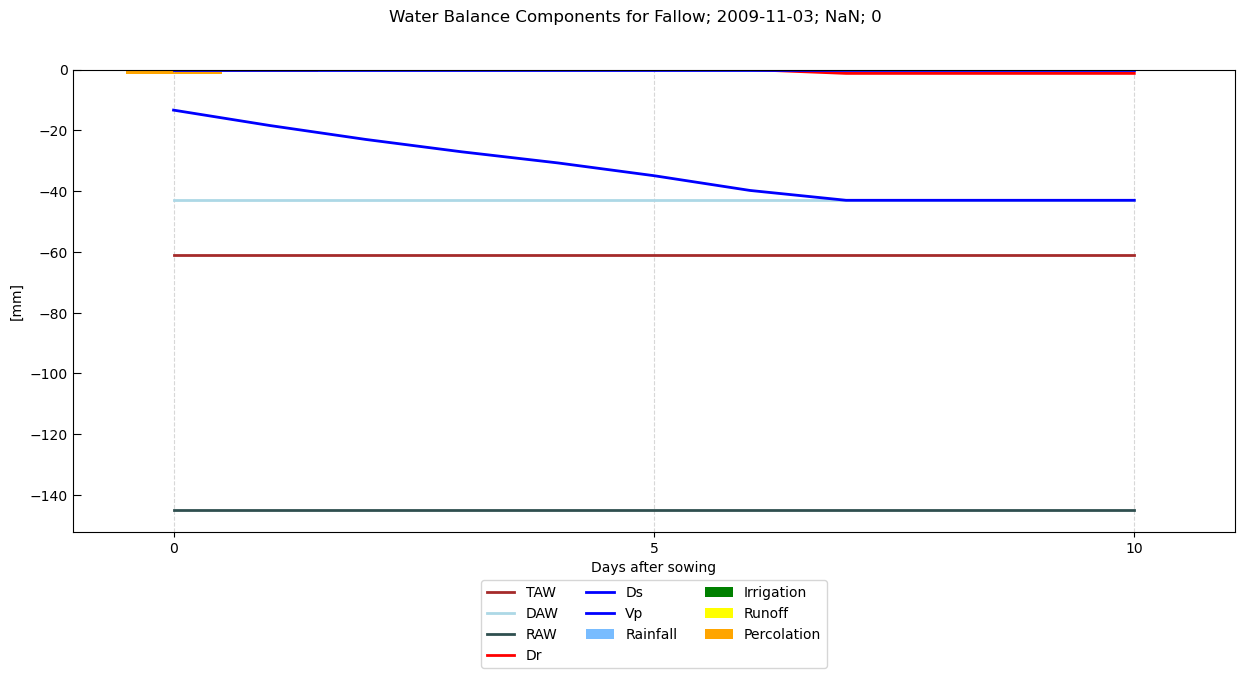 Water Balance Components for Fallow; 2009-11-03; NaN; 0
0
−20
−40
−60
−80
−100
−120
−140
[mm]
0 5 10
Days after sowing
TAW Ds Irrigation
DAW Vp Runoff
RAW Rainfall Percolation
Dr